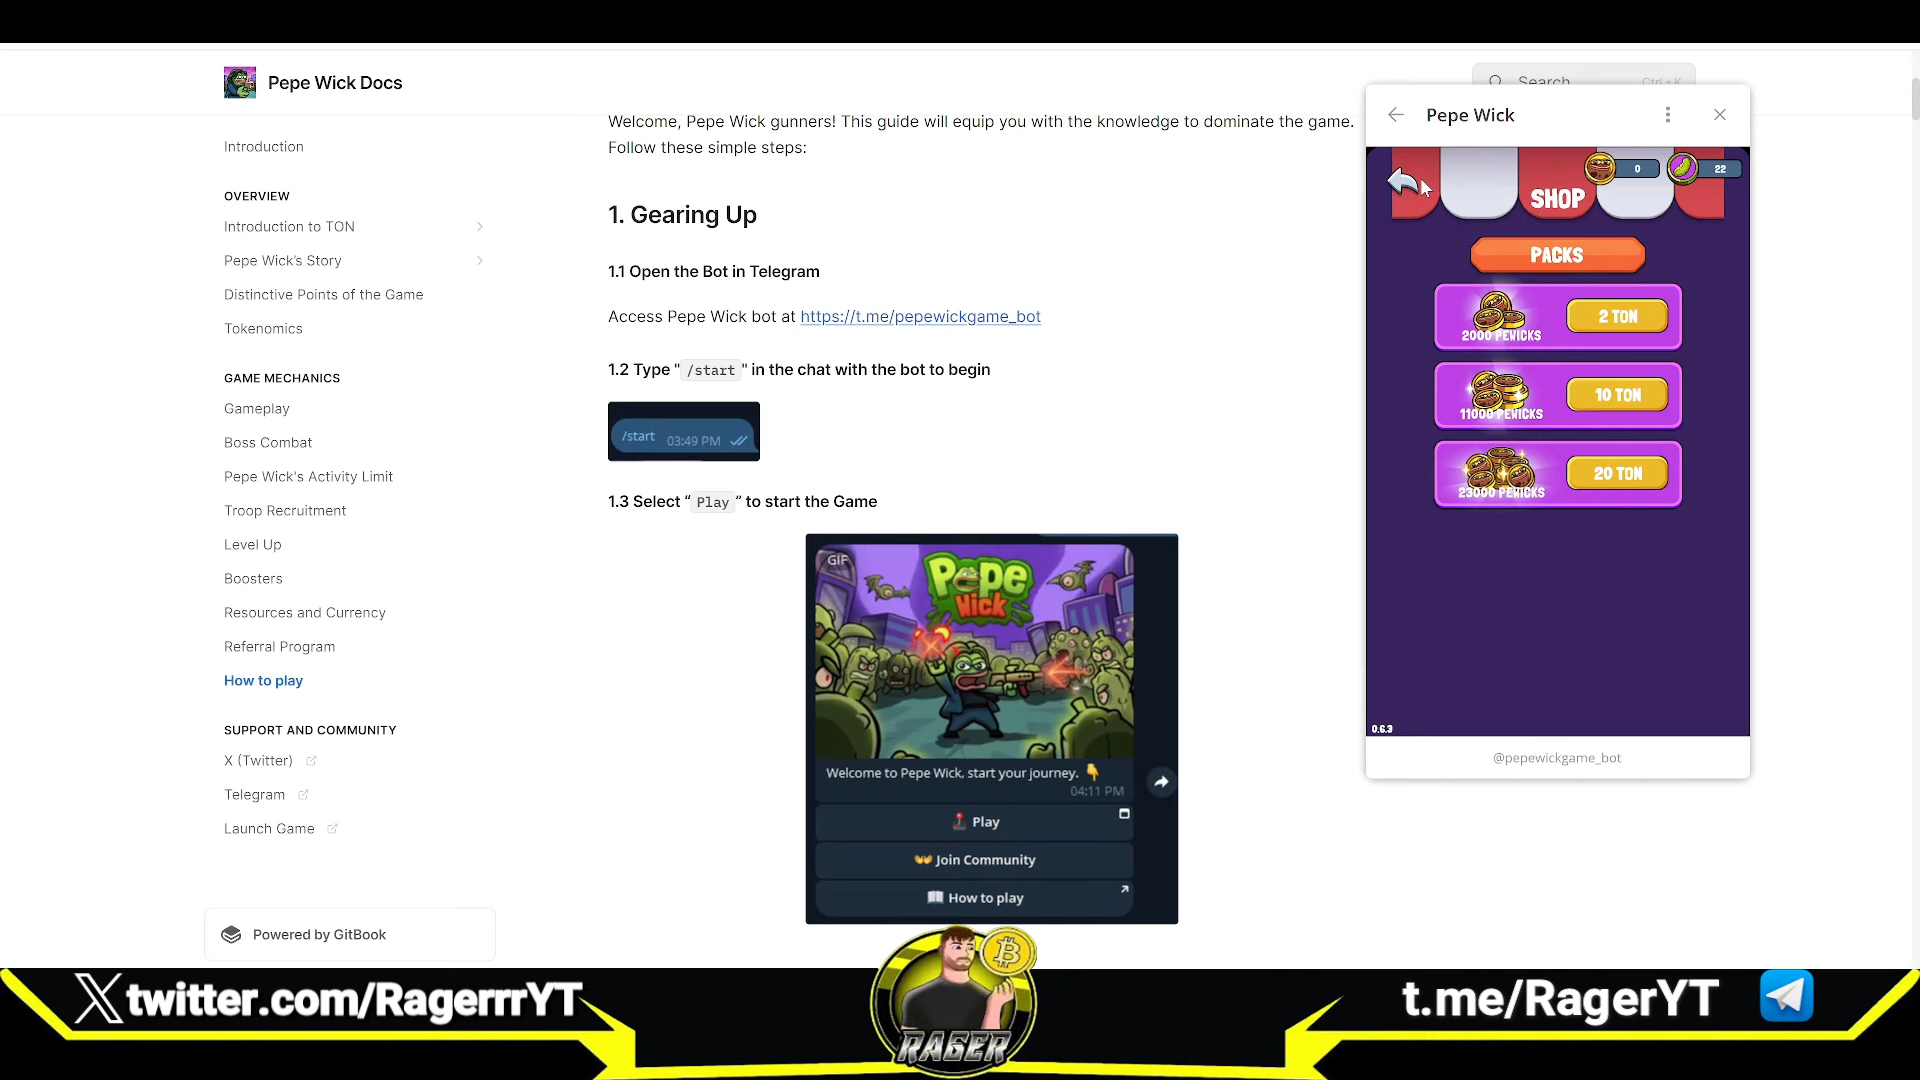 Pepe Wick Docs
Search
Ctrl + K
Introduction
OVERVIEW
Introduction to TON
Pepe Wick's Story
Distinctive Points of the Game
Tokenomics
GAME MECHANICS
Gameplay
Boss Combat
Pepe Wick's Activity Limit
Troop Recruitment
Level Up
Boosters
Resources and Currency
Referral Program
How to play
SUPPORT AND COMMUNITY
X (Twitter)
Telegram
Launch Game
Powered by GitBook
Welcome, Pepe Wick gunners! This guide will equip you with the knowledge to dominate the game.
Follow these simple steps:
1. Gearing Up
1.1 Open the Bot in Telegram
Access Pepe Wick bot at https://t.me/pepewickgame_bot
1.2 Type "/start" in the chat with the bot to begin
/start 03:49 PM
1.3 Select “Play” to start the Game
GIF
Pepe
Wick
Welcome to Pepe Wick, start your journey. 👇
04:11 PM
Play
Join Community
How to play
Pepe Wick
0
22
SHOP
PACKS
2000 PEWICKS
2 TON
11000 PEWICKS
10 TON
23000 PEWICKS
20 TON
0.6.3
@pepewickgame_bot
X twitter.com/RagerrrYT
RAGER
t.me/RagerYT